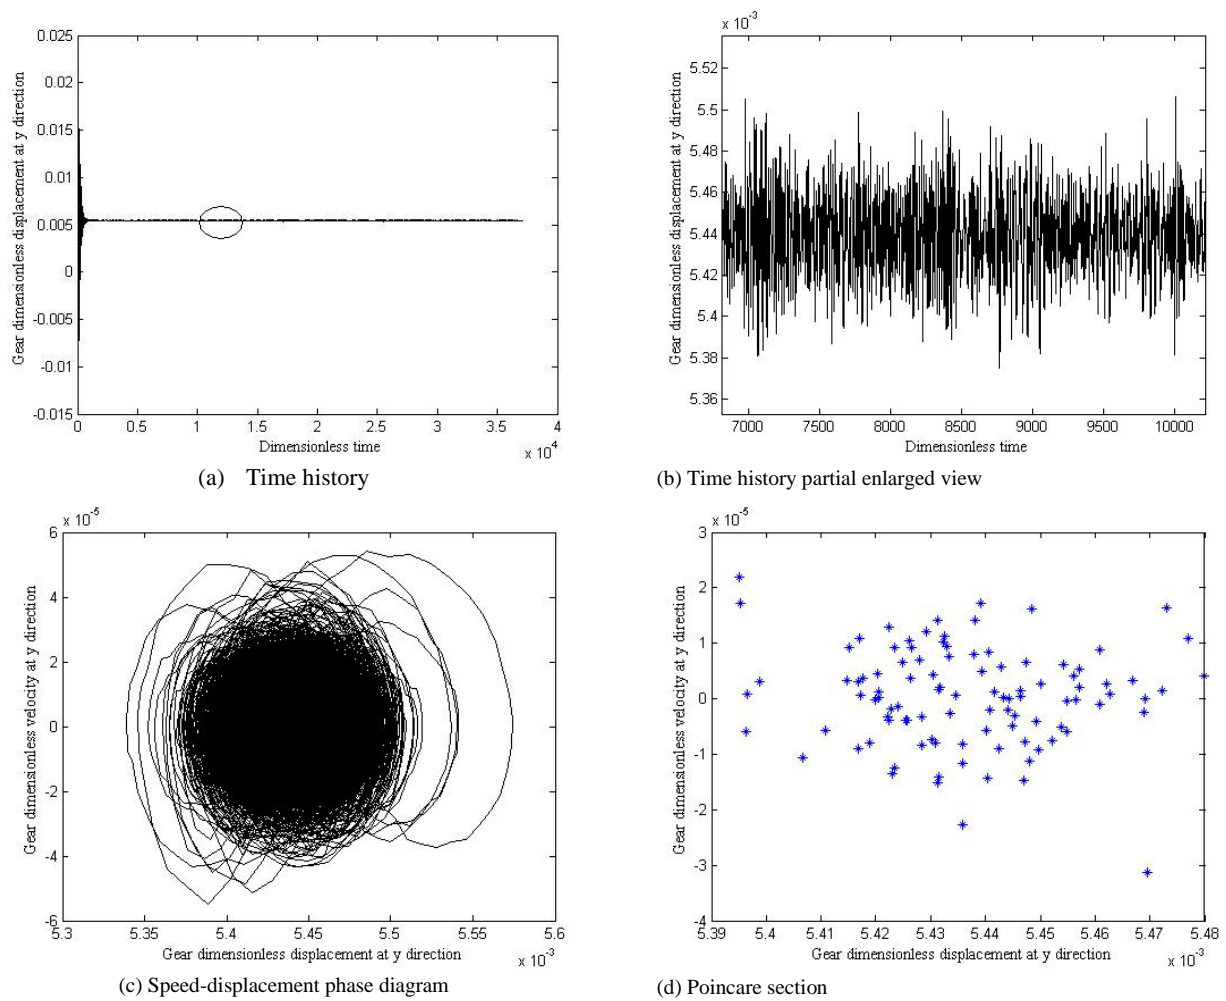 0.025
0.02
0.015
0.01
0.005
0
-0.005
-0.01
-0.015
Gear dimensionless displacement at y direction
0 0.5 1 1.5 2 2.5 3 3.5 4
Dimensionless time
x 10^4
(a) Time history
x 10^-3
5.52
5.5
5.48
5.46
5.44
5.42
5.4
5.38
5.36
Gear dimensionless displacement at y direction
7000 7500 8000 8500 9000 9500 10000
Dimensionless time
(b) Time history partial enlarged view
x 10^-5
6
4
2
0
-2
-4
-6
Gear dimensionless velocity at y direction
5.3 5.35 5.4 5.45 5.5 5.55 5.6
Gear dimensionless displacement at y direction
x 10^-3
(c) Speed-displacement phase diagram
x 10^-5
3
2
1
0
-1
-2
-3
-4
Gear dimensionless velocity at y direction
5.39 5.4 5.41 5.42 5.43 5.44 5.45 5.46 5.47 5.48
Gear dimensionless displacement at y direction
x 10^-3
(d) Poincare section